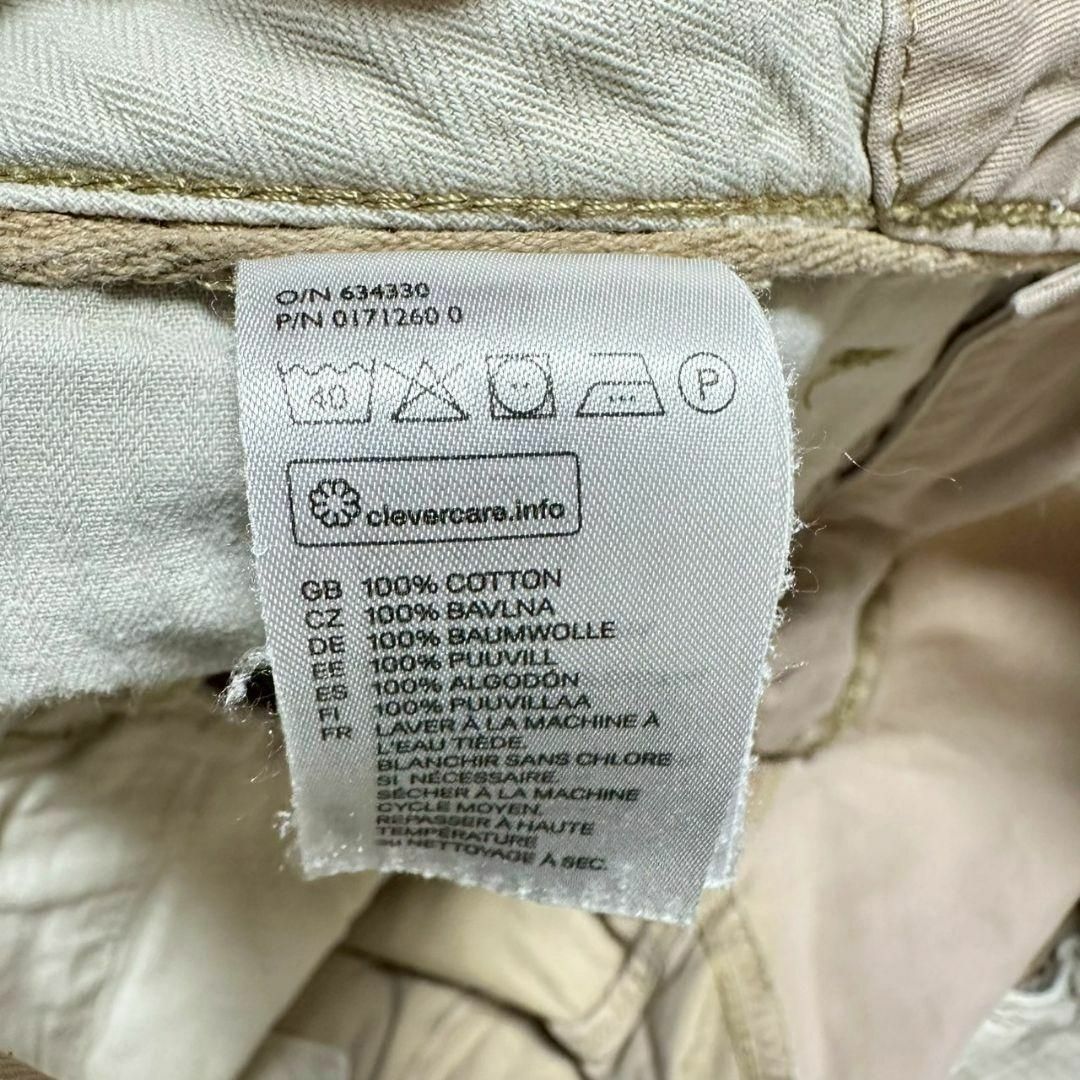 O/N 634330
P/N 0171260 0
40 P
clevercare.info
GB 100% COTTON
CZ 100% BAVLNA
DE 100% BAUMWOLLE
EE 100% PUUVILL
ES 100% ALGODÓN
FI 100% PUUVILLAA
FR LAVER À LA MACHINE À
L'EAU TIÈDE.
BLANCHIR SANS CHLORE
SI NÉCESSAIRE.
SÉCHER À LA MACHINE
CYCLE MOYEN.
REPASSER À HAUTE
TEMPÉRATURE
ou NETTOYAGE À SEC.